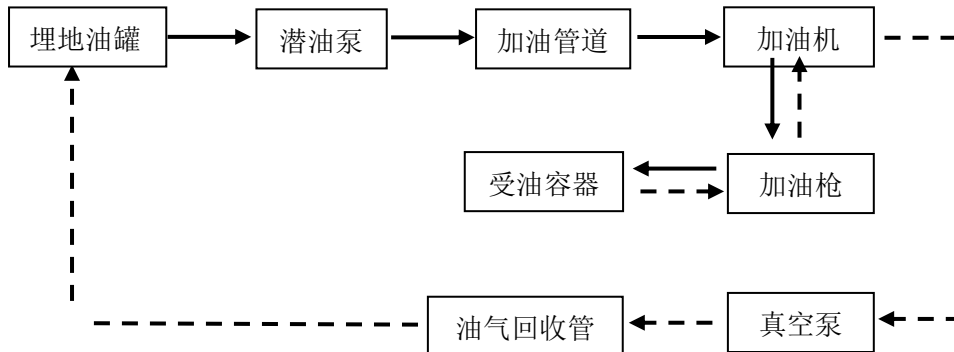 埋地油罐
潜油泵
加油管道
加油机
受油容器
加油枪
油气回收管
真空泵